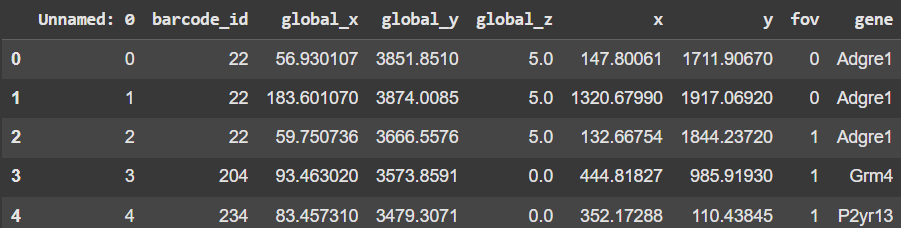 Unnamed: 0 barcode_id global_x global_y global_z x y fov gene
0 0 22 56.930107 3851.8510 5.0 147.80061 1711.90670 0 Adgre1
1 1 22 183.601070 3874.0085 5.0 1320.67990 1917.06920 0 Adgre1
2 2 22 59.750736 3666.5576 5.0 132.66754 1844.23720 1 Adgre1
3 3 204 93.463020 3573.8591 0.0 444.81827 985.91930 1 Grm4
4 4 234 83.457310 3479.3071 0.0 352.17288 110.43845 1 P2yr13